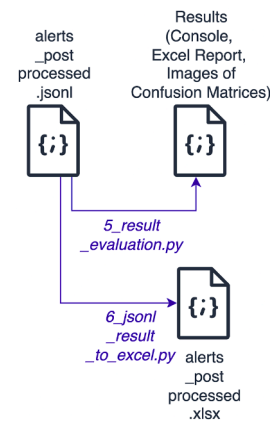 alerts
_post
processed
.jsonl
Results
(Console,
Excel Report,
Images of
Confusion Matrices)
{;}
{;}
5_result
_evaluation.py
6_jsonl
_result
_to_excel.py
{;}
alerts
_post
processed
.xlsx